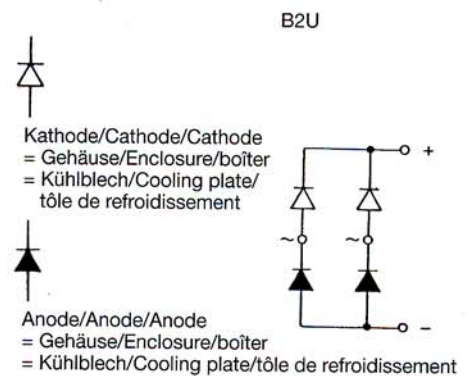 B2U
Kathode/Cathode/Cathode
= Gehäuse/Enclosure/boîter
= Kühlblech/Cooling plate/
tôle de refroidissement
+
~
~
Anode/Anode/Anode
= Gehäuse/Enclosure/boîter
= Kühlblech/Cooling plate/tôle de refroidissement
−